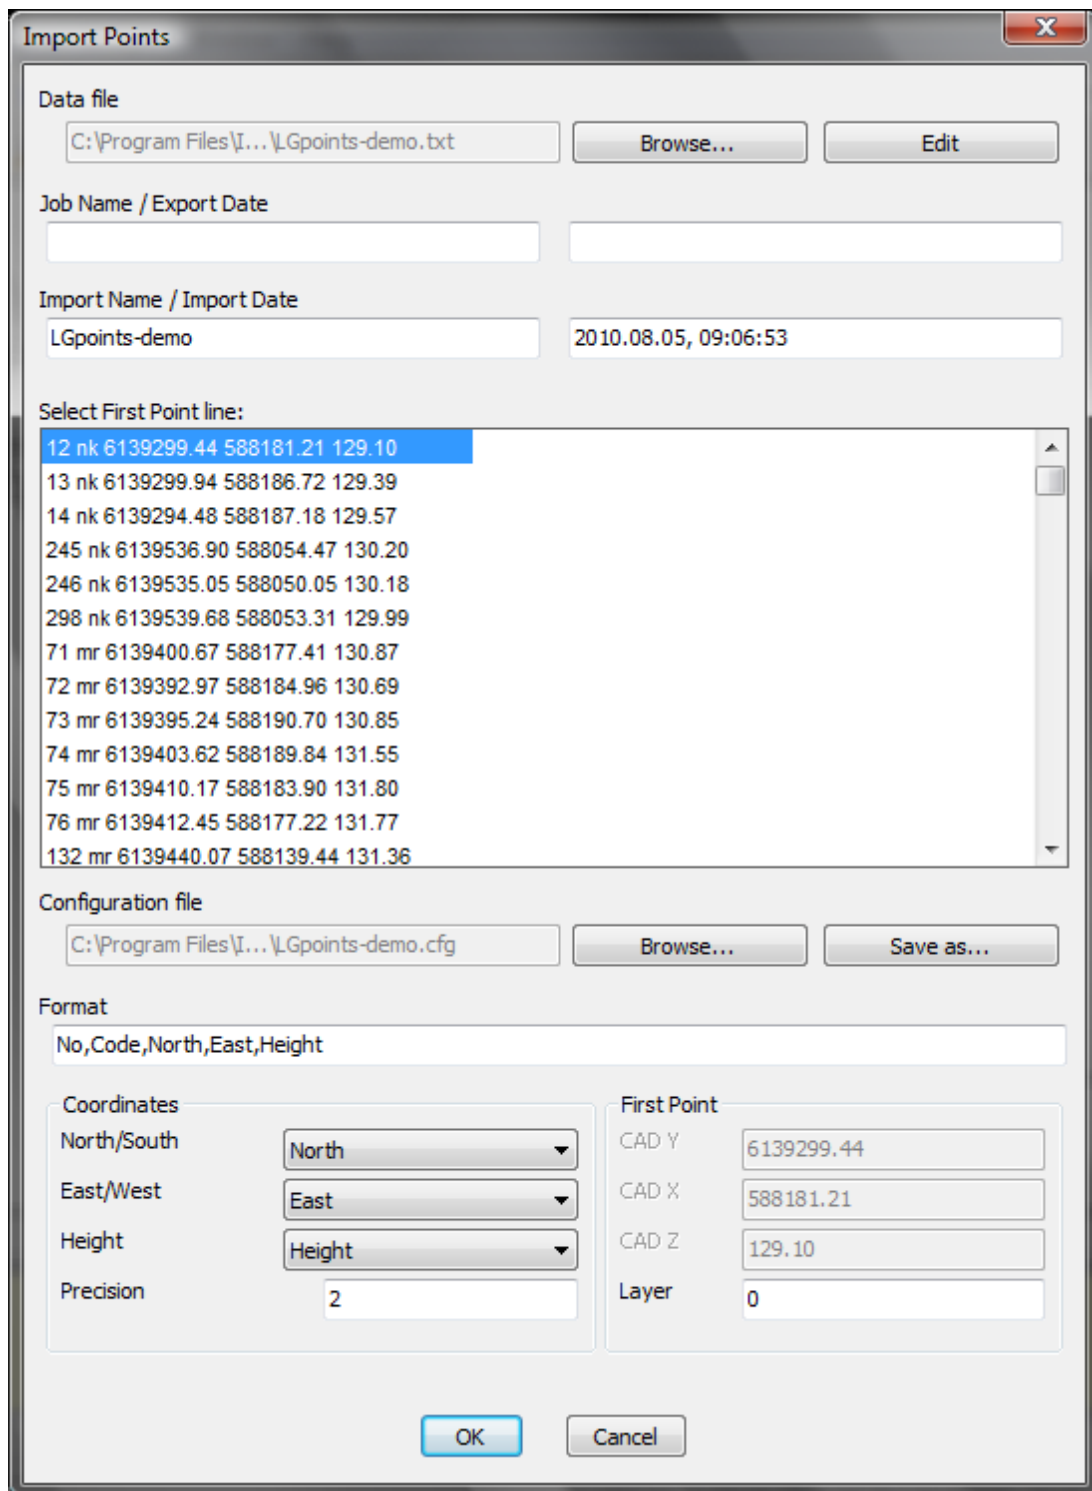 Import Points
Data file
C:\Program Files\I...\LGpoints-demo.txt Browse... Edit
Job Name / Export Date
Import Name / Import Date
LGpoints-demo 2010.08.05, 09:06:53
Select First Point line:
12 nk 6139299.44 588181.21 129.10
13 nk 6139299.94 588186.72 129.39
14 nk 6139294.48 588187.18 129.57
245 nk 6139536.90 588054.47 130.20
246 nk 6139535.05 588050.05 130.18
298 nk 6139539.68 588053.31 129.99
71 mr 6139400.67 588177.41 130.87
72 mr 6139392.97 588184.96 130.69
73 mr 6139395.24 588190.70 130.85
74 mr 6139403.62 588189.84 131.55
75 mr 6139410.17 588183.90 131.80
76 mr 6139412.45 588177.22 131.77
132 mr 6139440.07 588139.44 131.36
Configuration file
C:\Program Files\I...\LGpoints-demo.cfg Browse... Save as...
Format
No,Code,North,East,Height
Coordinates
North/South North
East/West East
Height Height
Precision 2
First Point
CAD Y 6139299.44
CAD X 588181.21
CAD Z 129.10
Layer 0
OK Cancel